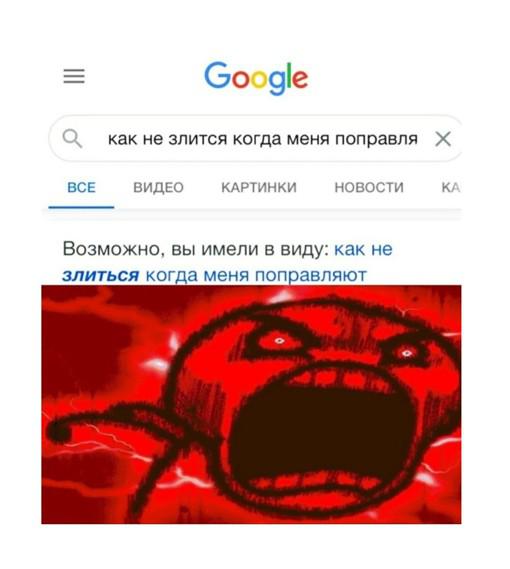 Google
как не злится когда меня поправля
ВСЕ ВИДЕО КАРТИНКИ НОВОСТИ КА
Возможно, вы имели в виду: как не
злиться когда меня поправляют